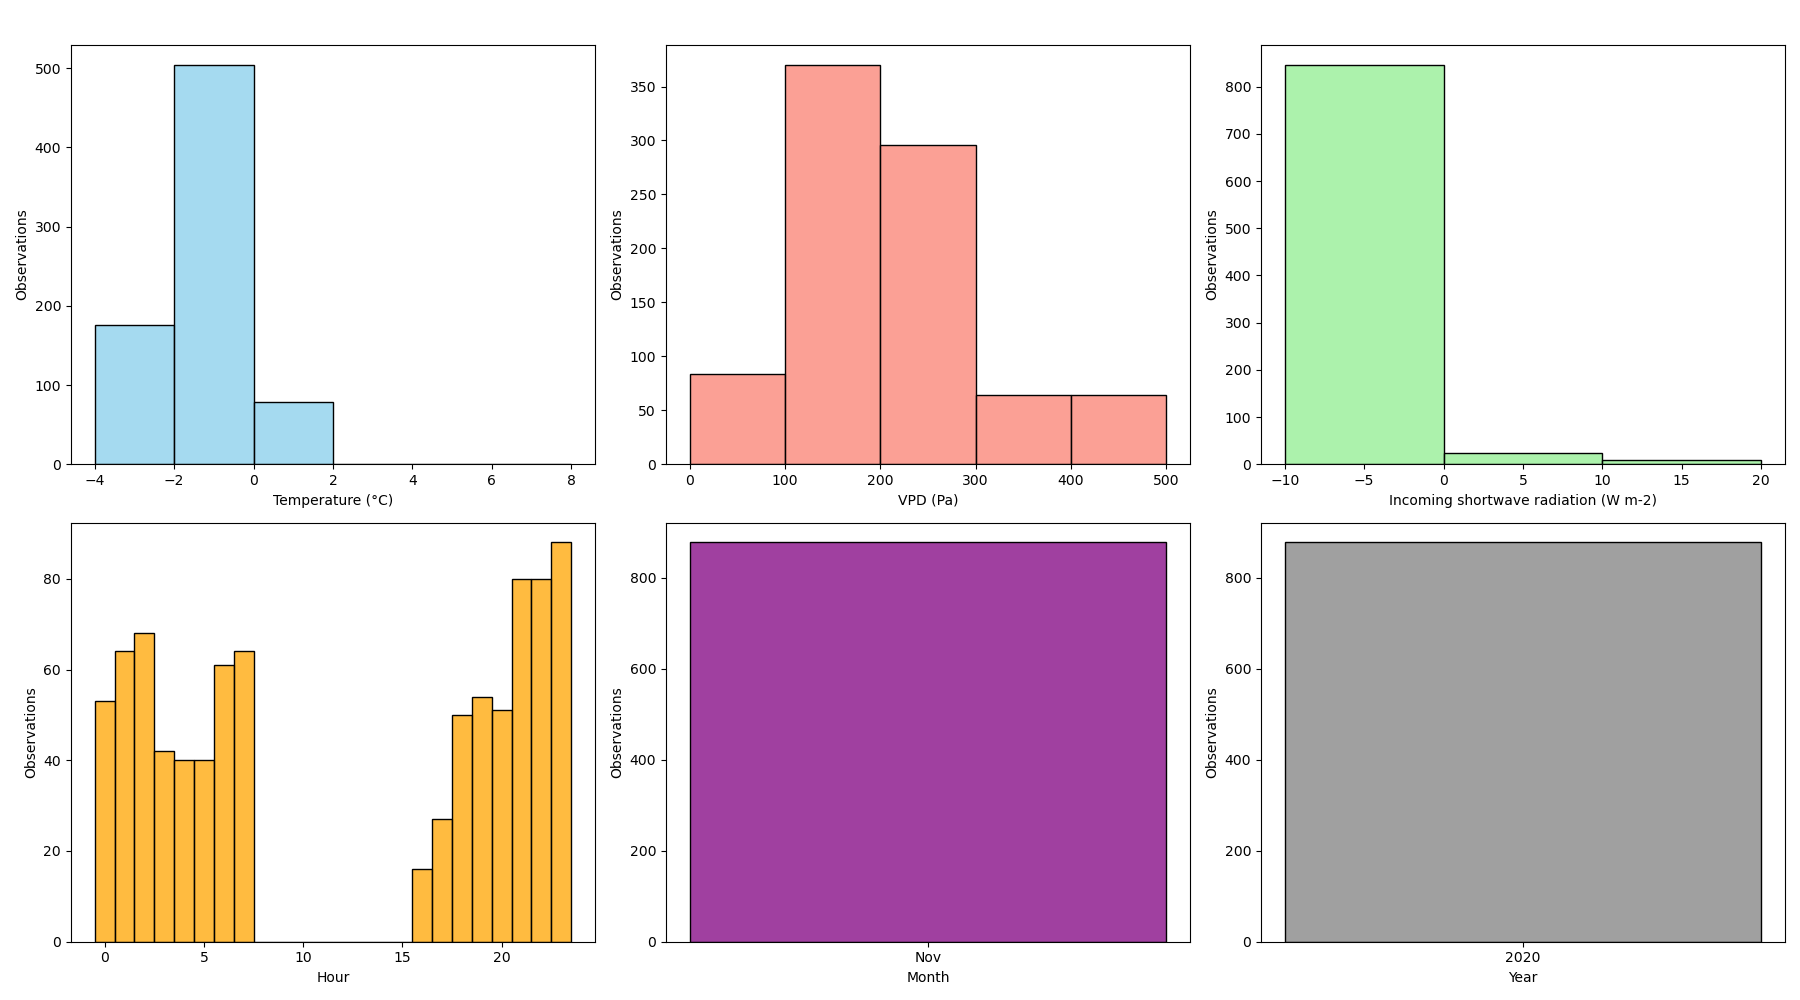 500
400
300
200
100
0
Observations
−4 −2 0 2 4 6 8
Temperature (°C)
350
300
250
200
150
100
50
0
Observations
0 100 200 300 400 500
VPD (Pa)
800
700
600
500
400
300
200
100
0
Observations
−10 −5 0 5 10 15 20
Incoming shortwave radiation (W m-2)
80
60
40
20
0
Observations
0 5 10 15 20
Hour
800
600
400
200
0
Observations
Nov
Month
800
600
400
200
0
Observations
2020
Year